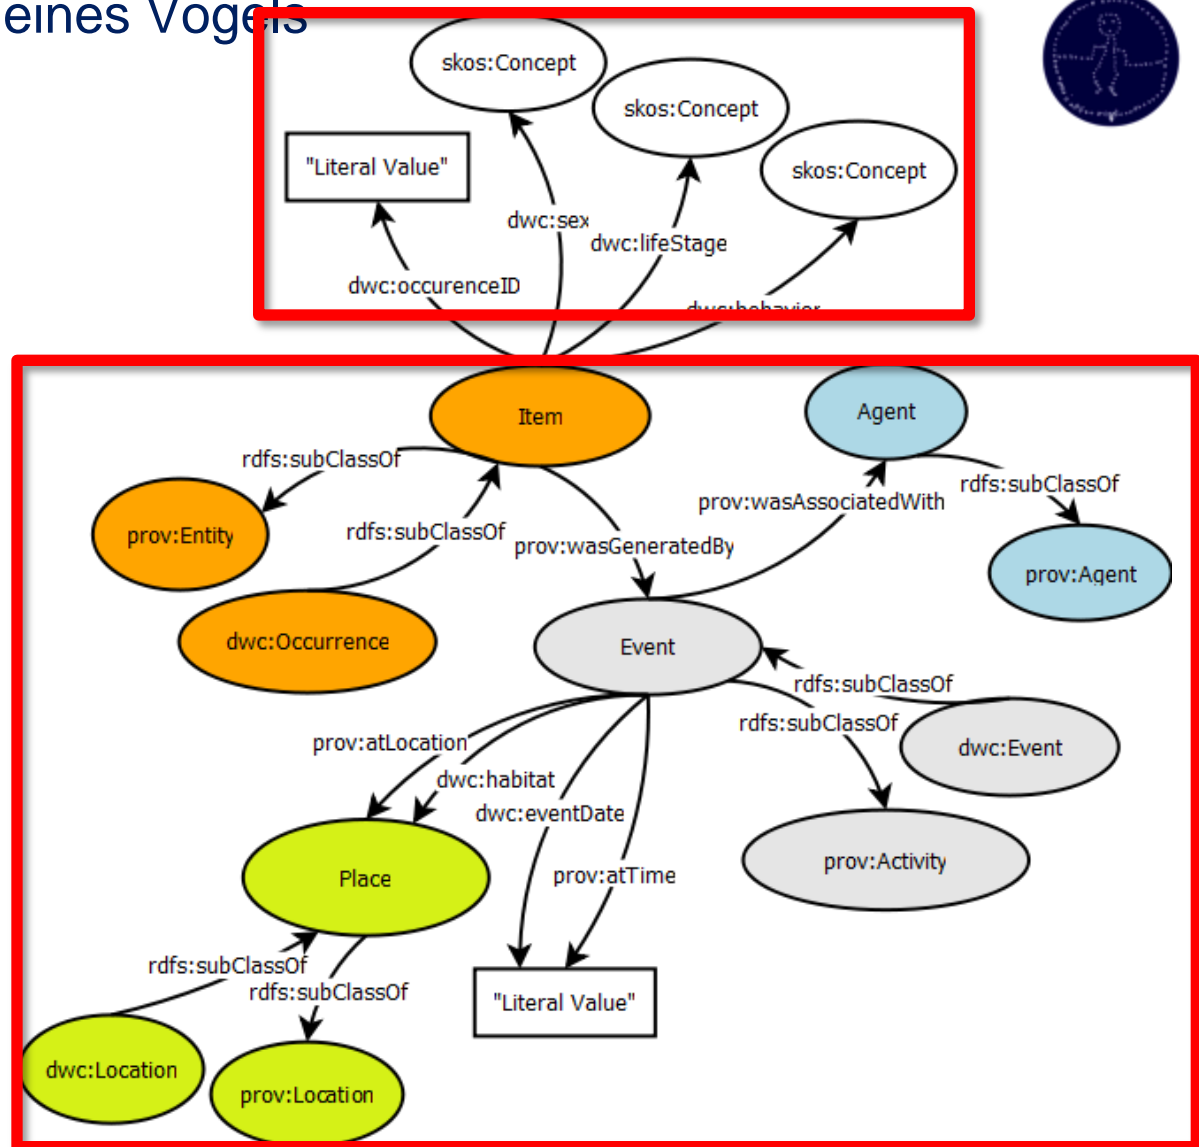 eines Vogels
skos:Concept
skos:Concept
skos:Concept
"Literal Value"
dwc:sex
dwc:lifeStage
dwc:occurenceID
dwc:behavior
Item
Agent
rdfs:subClassOf
rdfs:subClassOf
prov:wasAssociatedWith
prov:Entity
rdfs:subClassOf
prov:wasGeneratedBy
prov:Agent
dwc:Occurrence
Event
rdfs:subClassOf
rdfs:subClassOf
prov:atLocation
dwc:Event
dwc:habitat
dwc:eventDate
prov:Activity
Place
prov:atTime
rdfs:subClassOf
rdfs:subClassOf
"Literal Value"
dwc:Location
prov:Location